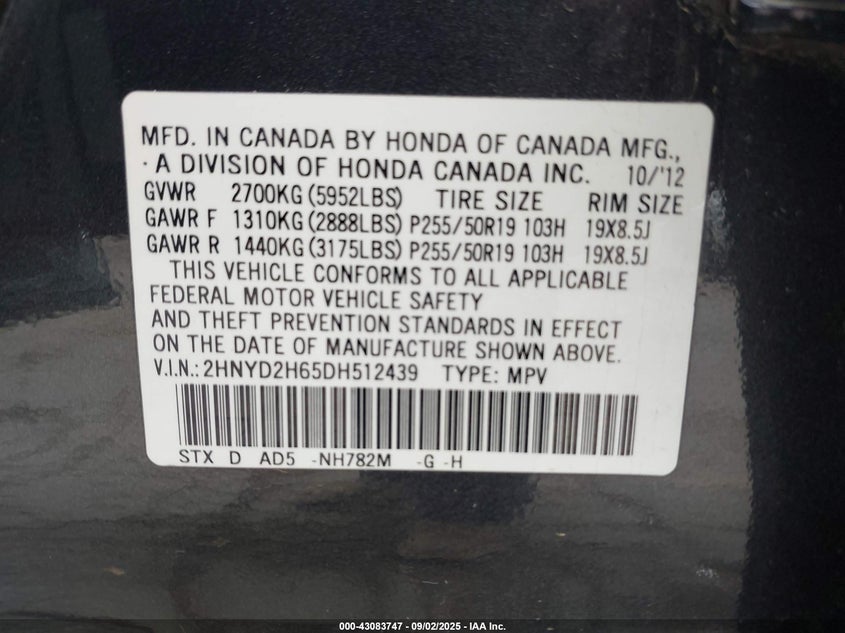 MFD. IN CANADA BY HONDA OF CANADA MFG.,
· A DIVISION OF HONDA CANADA INC. 10/'12
GVWR 2700KG (5952LBS) TIRE SIZE RIM SIZE
GAWR F 1310KG (2888LBS) P255/50R19 103H 19X8.5J
GAWR R 1440KG (3175LBS) P255/50R19 103H 19X8.5J
THIS VEHICLE CONFORMS TO ALL APPLICABLE
FEDERAL MOTOR VEHICLE SAFETY
AND THEFT PREVENTION STANDARDS IN EFFECT
ON THE DATE OF MANUFACTURE SHOWN ABOVE.
V.I.N.: 2HNYD2H65DH512439 TYPE: MPV
STX D AD5 -NH782M -G -H
000-43083747 - 09/02/2025 - IAA Inc.